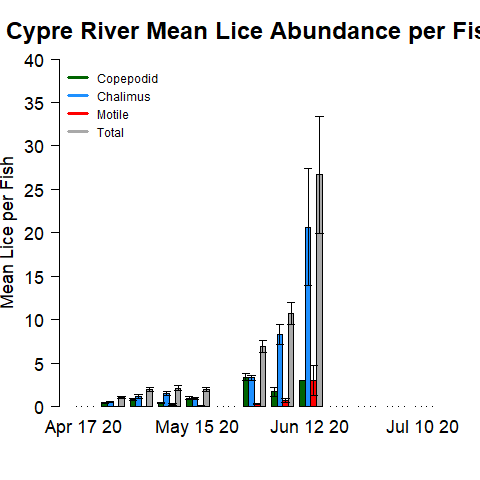 Cypre River Mean Lice Abundance per Fis
Mean Lice per Fish
40
35
30
25
20
15
10
5
0
Copepodid
Chalimus
Motile
Total
Apr 17 20
May 15 20
Jun 12 20
Jul 10 20